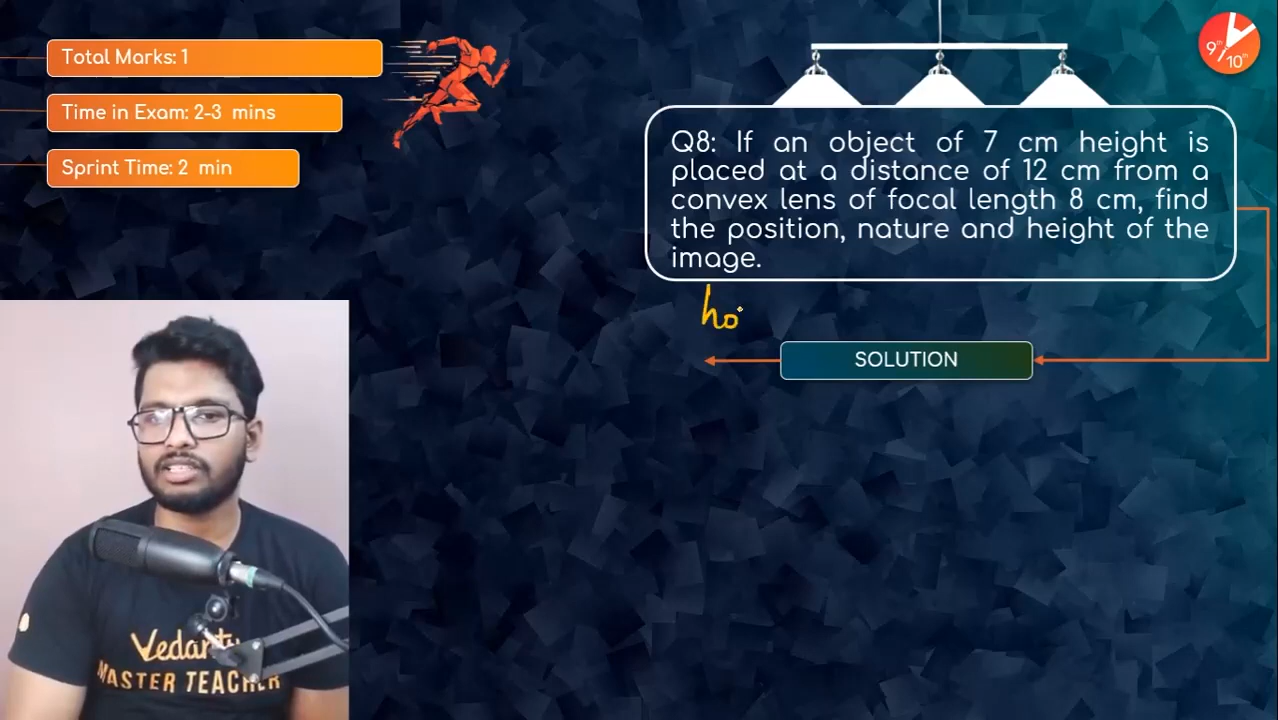 Total Marks: 1
Time in Exam: 2-3 mins
Sprint Time: 2 min
9th
10th
Q8: If an object of 7 cm height is
placed at a distance of 12 cm from a
convex lens of focal length 8 cm, find
the position, nature and height of the
image.
ho
SOLUTION
MASTER TEACHER